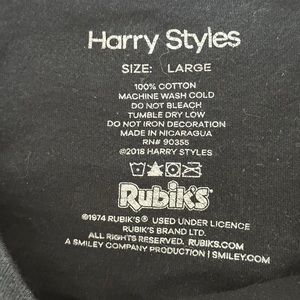 Harry Styles
SIZE: LARGE
100% COTTON
MACHINE WASH COLD
DO NOT BLEACH
TUMBLE DRY LOW
DO NOT IRON DECORATION
MADE IN NICARAGUA
RN# 90355
©2018 HARRY STYLES
Rubik's
©1974 RUBIK'S® USED UNDER LICENCE
RUBIK'S BRAND LTD.
ALL RIGHTS RESERVED. RUBIKS.COM
A SMILEY COMPANY PRODUCTION | SMILEY.COM